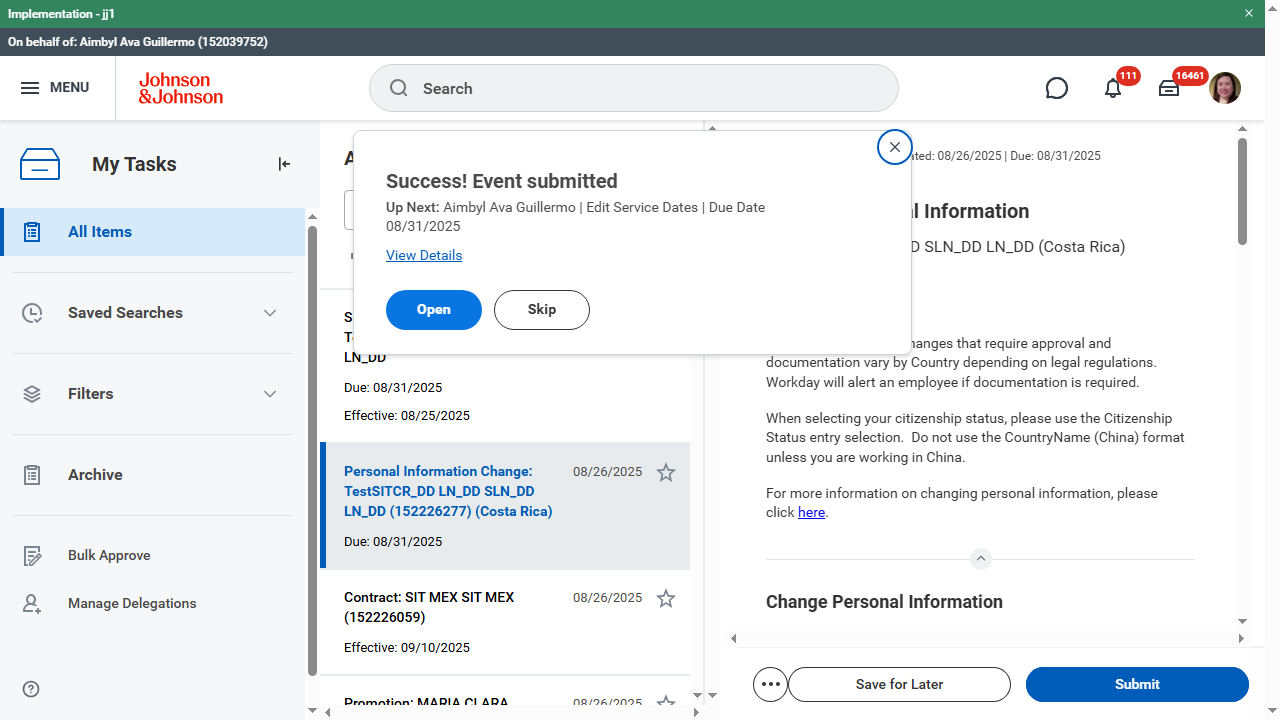 Implementation - jj1
On behalf of: Aimbyl Ava Guillermo (152039752)
MENU
Johnson
&Johnson
Search
111
16461
My Tasks
All Items
Saved Searches
Filters
Archive
Bulk Approve
Manage Delegations
Success! Event submitted
Up Next: Aimbyl Ava Guillermo | Edit Service Dates | Due Date
08/31/2025
View Details
Open
Skip
LN_DD
Due: 08/31/2025
Effective: 08/25/2025
Personal Information Change:
TestSITCR_DD LN_DD SLN_DD
LN_DD (152226277) (Costa Rica)
08/26/2025
Due: 08/31/2025
Contract: SIT MEX SIT MEX
(152226059)
08/26/2025
Effective: 09/10/2025
Promotion: MARIA CLARA
08/26/2025
08/26/2025 | Due: 08/31/2025
Information
SLN_DD LN_DD (Costa Rica)
that require approval and
documentation vary by Country depending on legal regulations.
Workday will alert an employee if documentation is required.
When selecting your citizenship status, please use the Citizenship
Status entry selection. Do not use the CountryName (China) format
unless you are working in China.
For more information on changing personal information, please
click here.
Change Personal Information
Save for Later
Submit